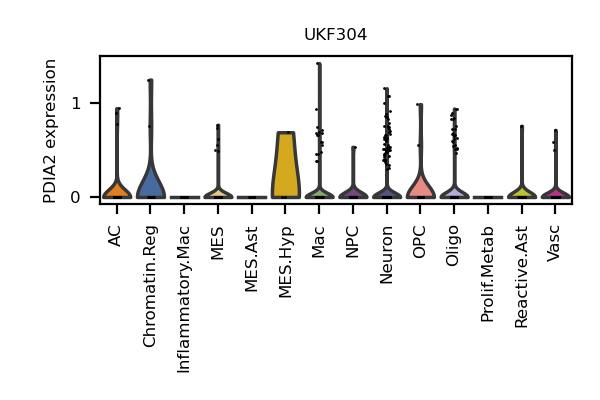 UKF304
PDIA2 expression
1
0
AC
Chromatin.Reg
Inflammatory.Mac
MES
MES.Ast
MES.Hyp
Mac
NPC
Neuron
OPC
Oligo
Prolif.Metab
Reactive.Ast
Vasc